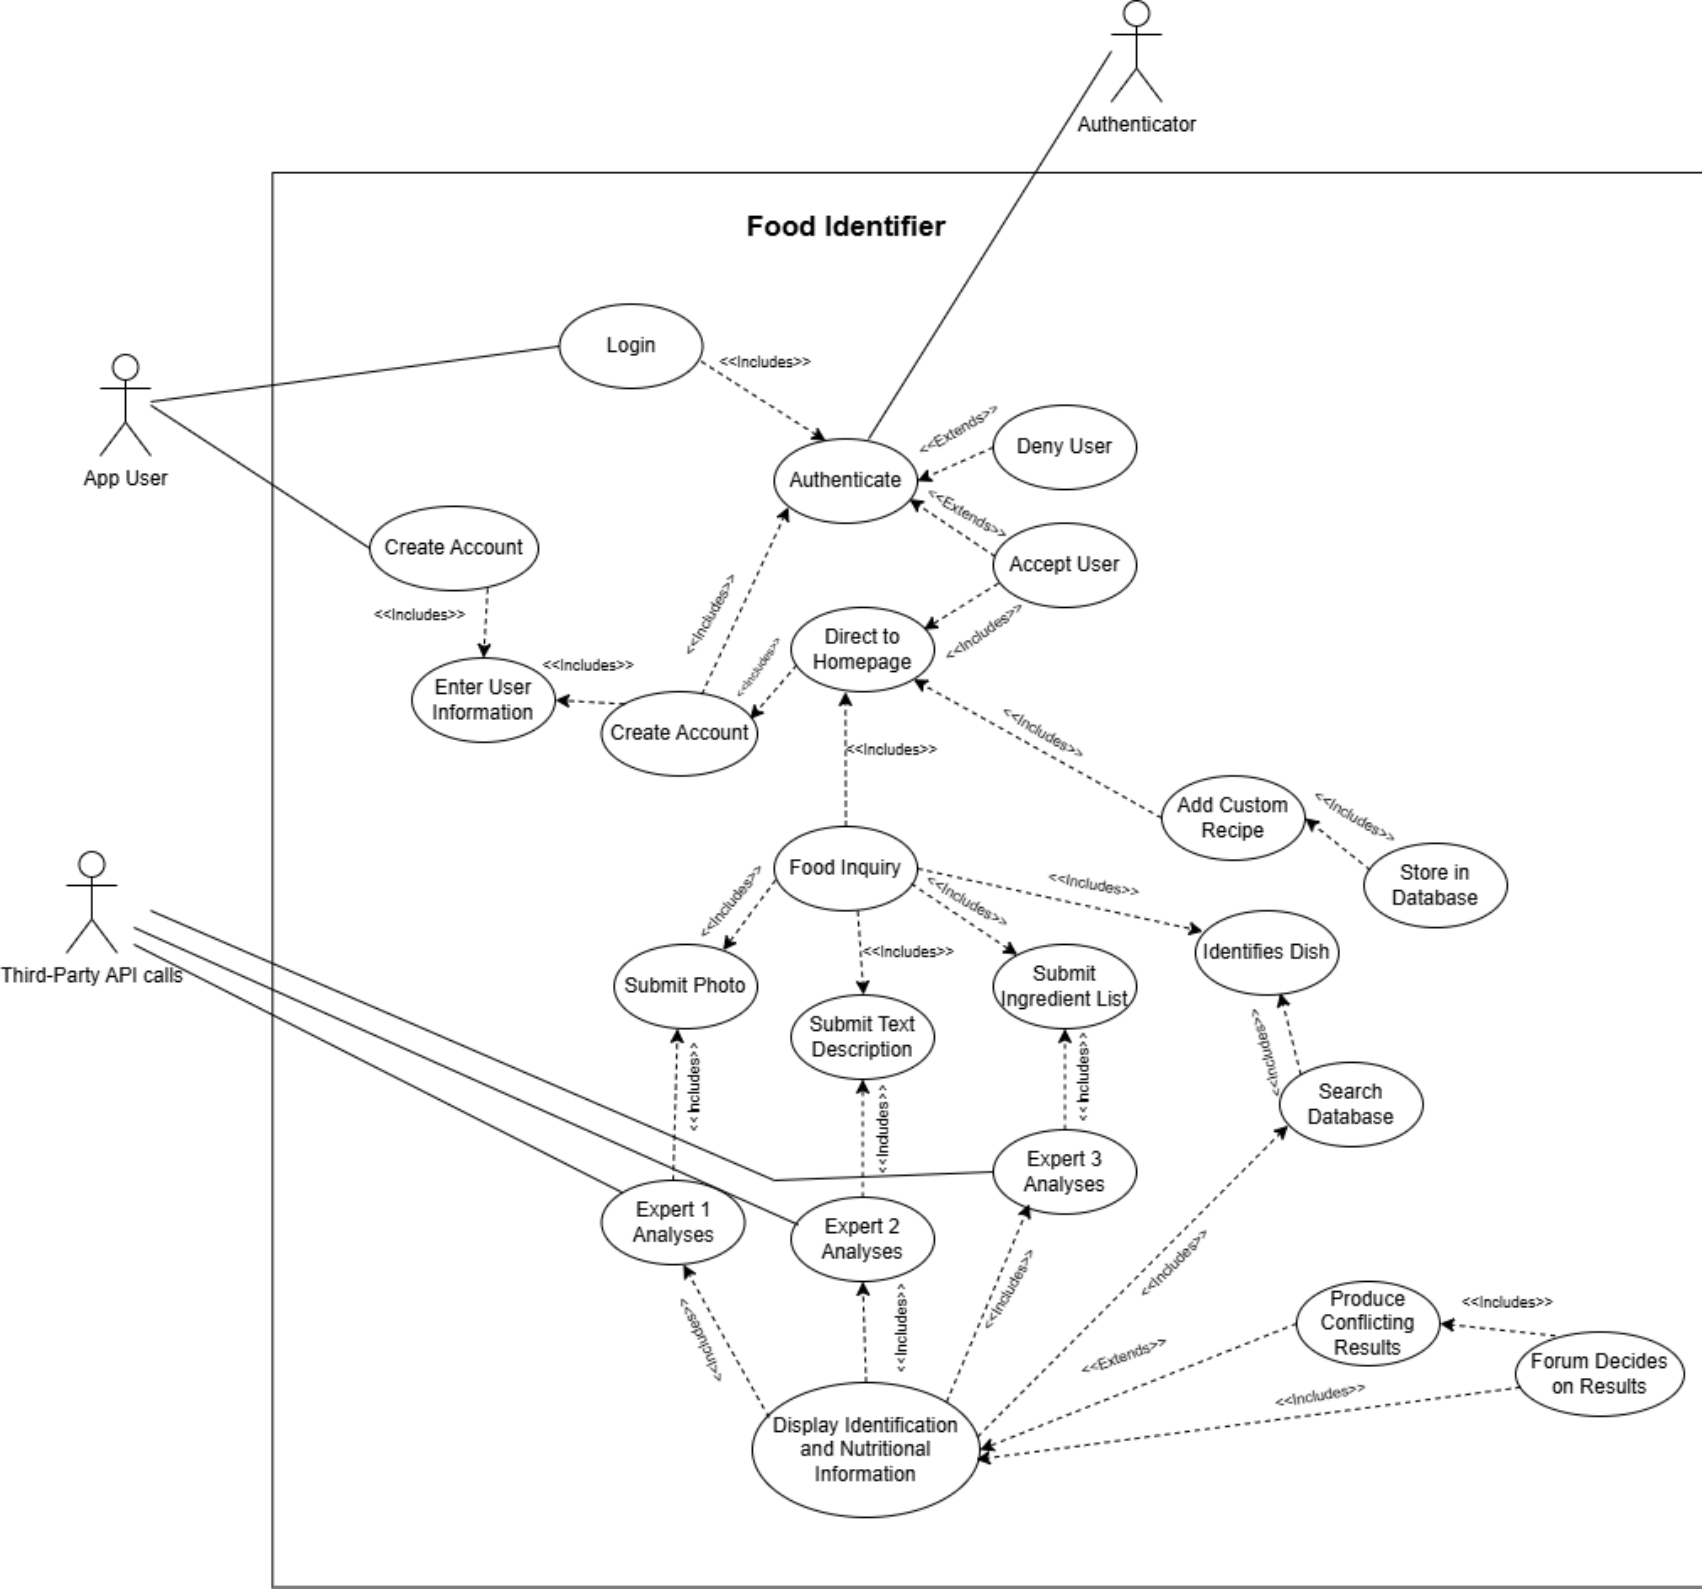 Authenticator
Food Identifier
Login
<<Includes>>
App User
<<Extends>>
Deny User
Authenticate
<<Extends>>
Accept User
Create Account
<<Includes>>
<<Includes>>
<<Includes>>
Direct to
Homepage
<<Includes>>
<<Includes>>
Enter User
Information
Create Account
<<Includes>>
<<Includes>>
Add Custom
Recipe
<<Includes>>
Store in
Database
Food Inquiry
<<Includes>>
<<Includes>>
<<Includes>>
<<Includes>>
Third-Party API calls
Submit Photo
Submit Text
Description
Submit
Ingredient List
Identifies Dish
<<Includes>>
<<Includes>>
<<Includes>>
<<Includes>>
Search
Database
Expert 1
Analyses
Expert 2
Analyses
Expert 3
Analyses
<<Includes>>
<<Includes>>
<<Includes>>
<<Includes>>
Produce
Conflicting
Results
<<Includes>>
<<Extends>>
Forum Decides
on Results
<<Includes>>
Display Identification
and Nutritional
Information